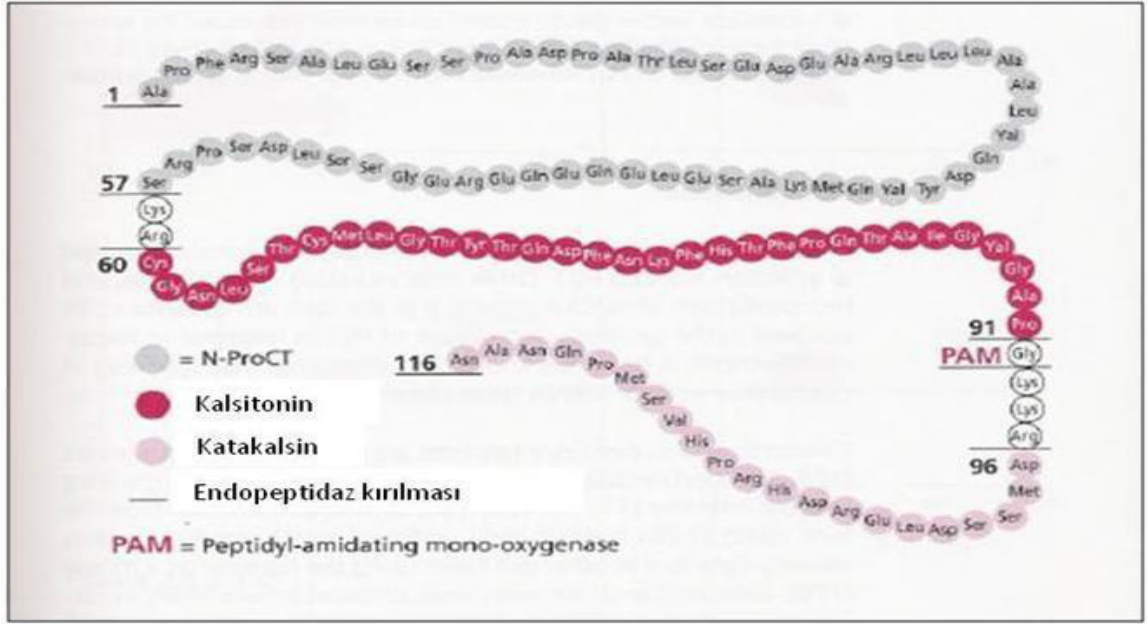 1 Ala Pro Phe Arg Ser Ala Leu Glu Ser Ser Pro Ala Asp Pro Ala Thr Leu Ser Glu Asp Glu Ala Arg Leu Leu Leu Ala
Ala
Leu
Val
Gln
Asp
57 Ser Arg Pro Ser Asp Leu Ser Ser Gly Glu Arg Glu Gln Glu Gln Glu Leu Glu Ser Ala Lys Met Gln Val Tyr
Lys
Arg
60 Cys Gly Asn Leu Ser Thr Cys Met Leu Gly Thr Tyr Thr Gln Asp Phe Asn Lys Phe His Thr Phe Pro Gln Thr Ala Ile Gly Val
Gly
Ala
91 Pro
PAM Gly
Lys
Lys
Arg
96 Asp
Met
116 Asn Ala Asn Gln Pro Met Ser Val His Pro Arg His Asp Arg Glu Leu Asp Ser Ser
= N-ProCT
Kalsitonin
Katakalsin
Endopeptidaz kırılması
PAM = Peptidyl-amidating mono-oxygenase